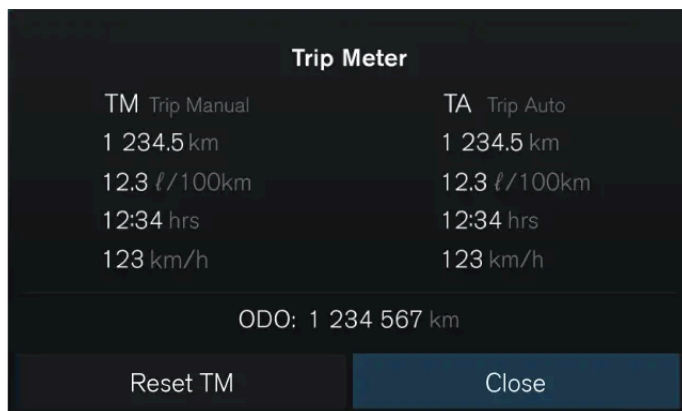 Trip Meter
TM Trip Manual
1 234.5 km
12.3 ℓ/100km
12:34 hrs
123 km/h
TA Trip Auto
1 234.5 km
12.3 ℓ/100km
12:34 hrs
123 km/h
ODO: 1 234 567 km
Reset TM
Close